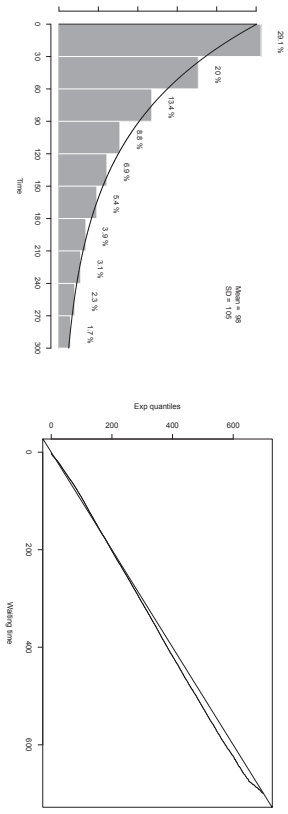 29.1 %
20 %
13.4 %
8.8 %
6.9 %
5.4 %
3.9 %
3.1 %
2.3 %
1.7 %
Mean = 98
SD = 105
0 30 60 90 120 150 180 210 240 270 300
Time
Exp quantiles
0 200 400 600
0 200 400 600
Waiting time